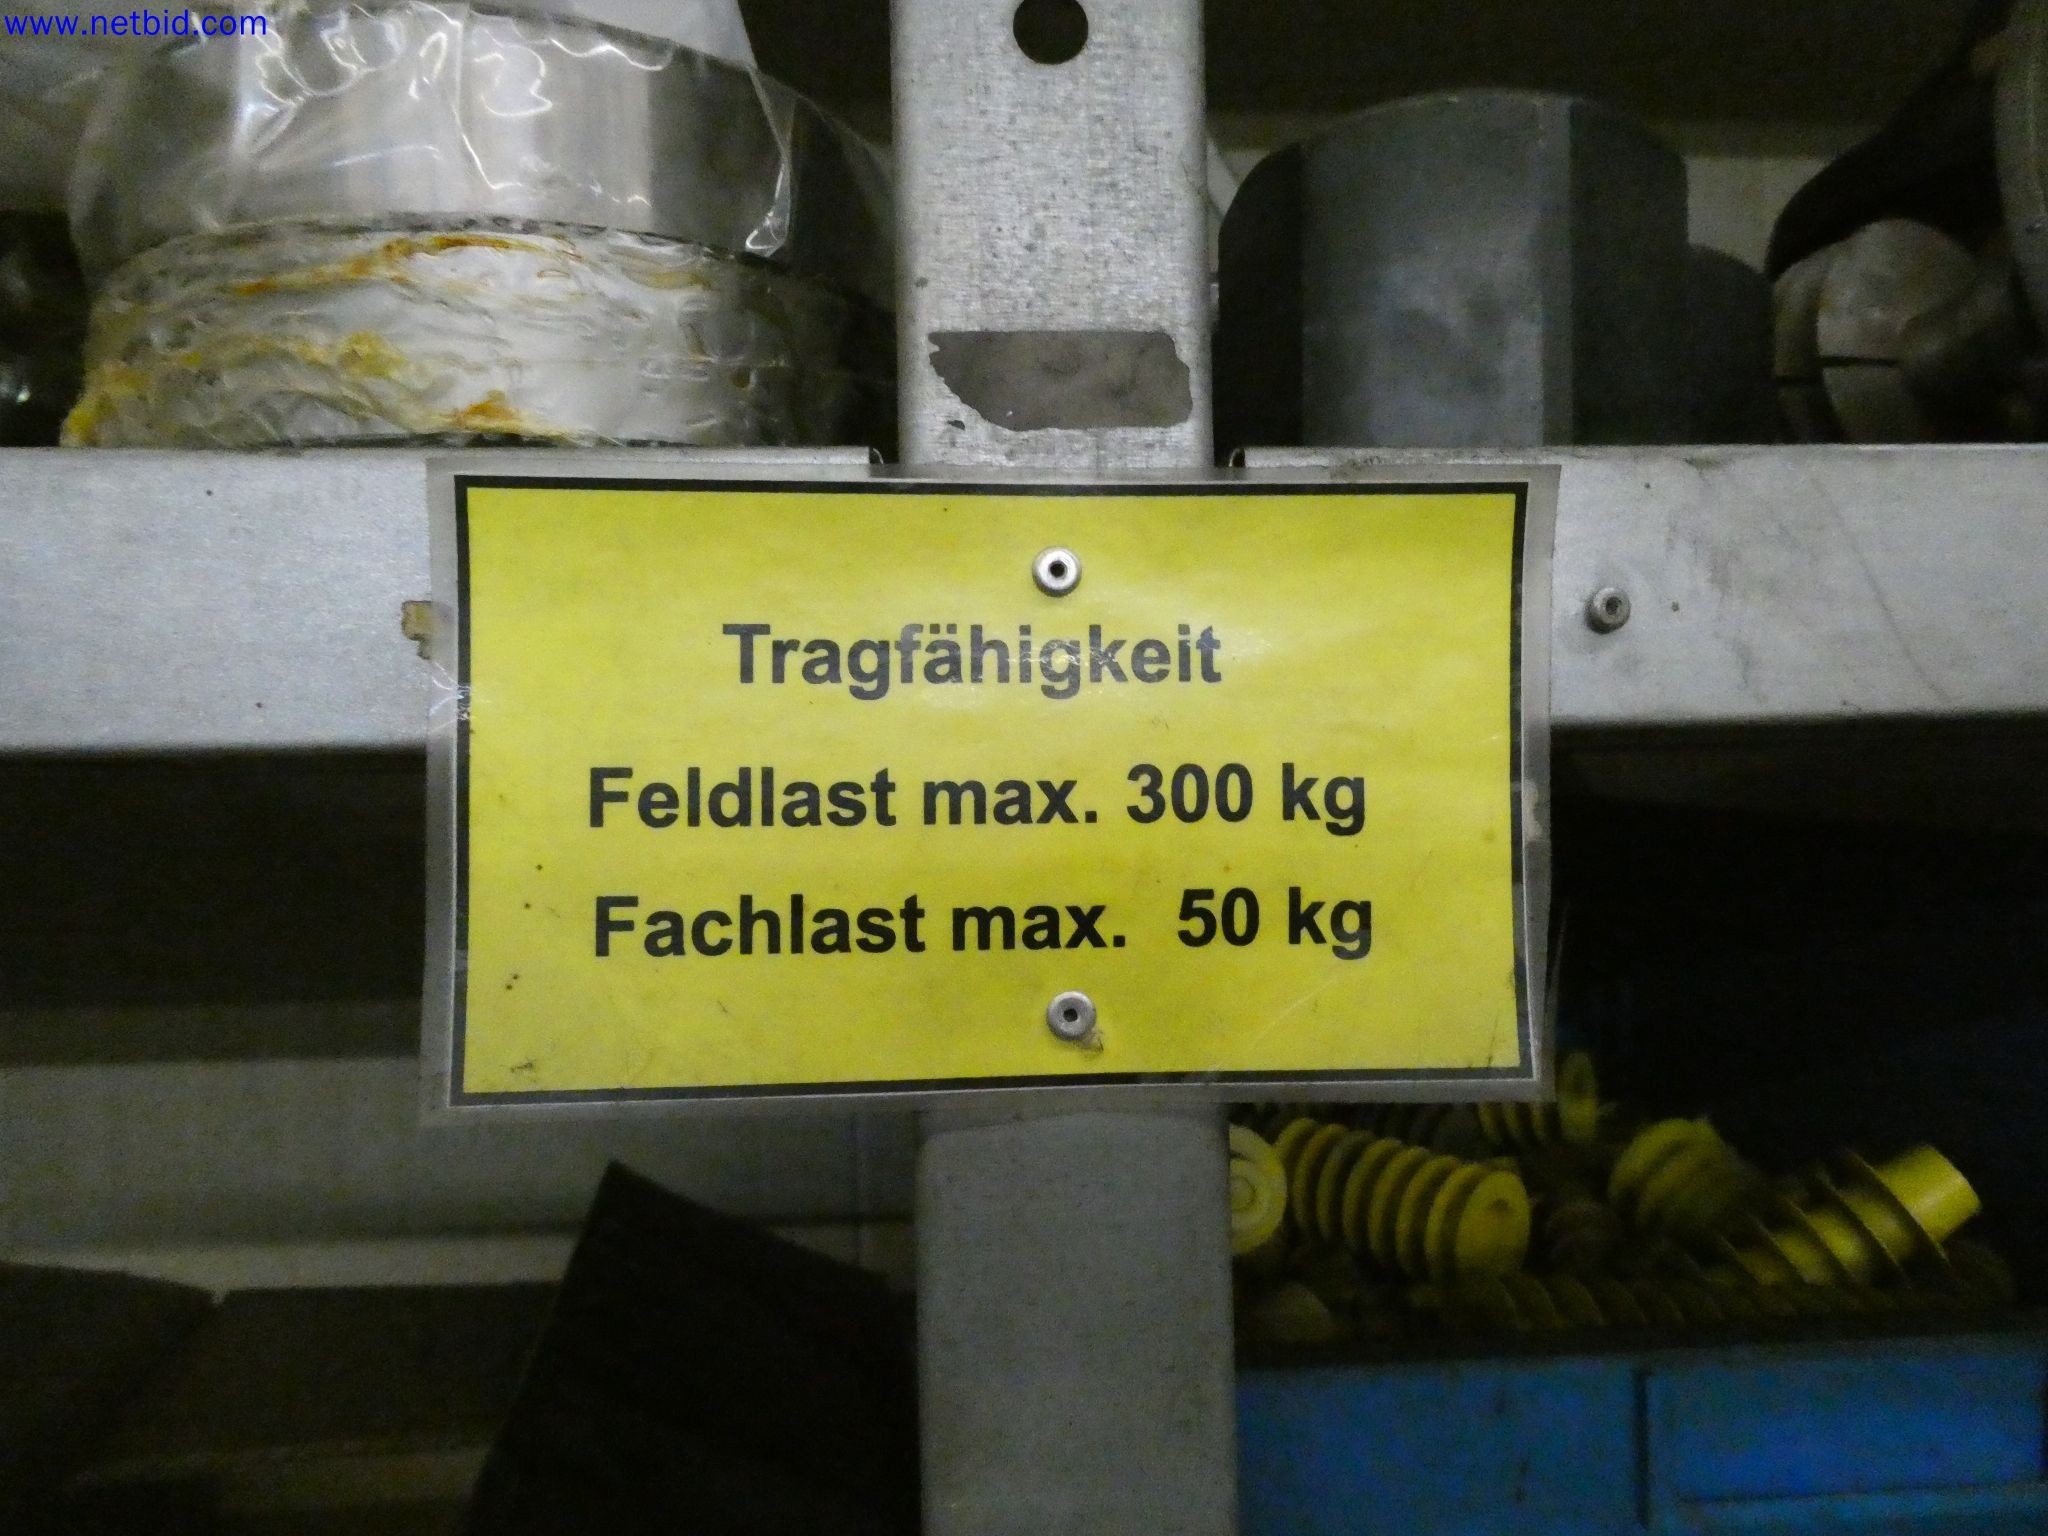 www.netbid.com
Tragfähigkeit
Feldlast max. 300 kg
Fachlast max. 50 kg